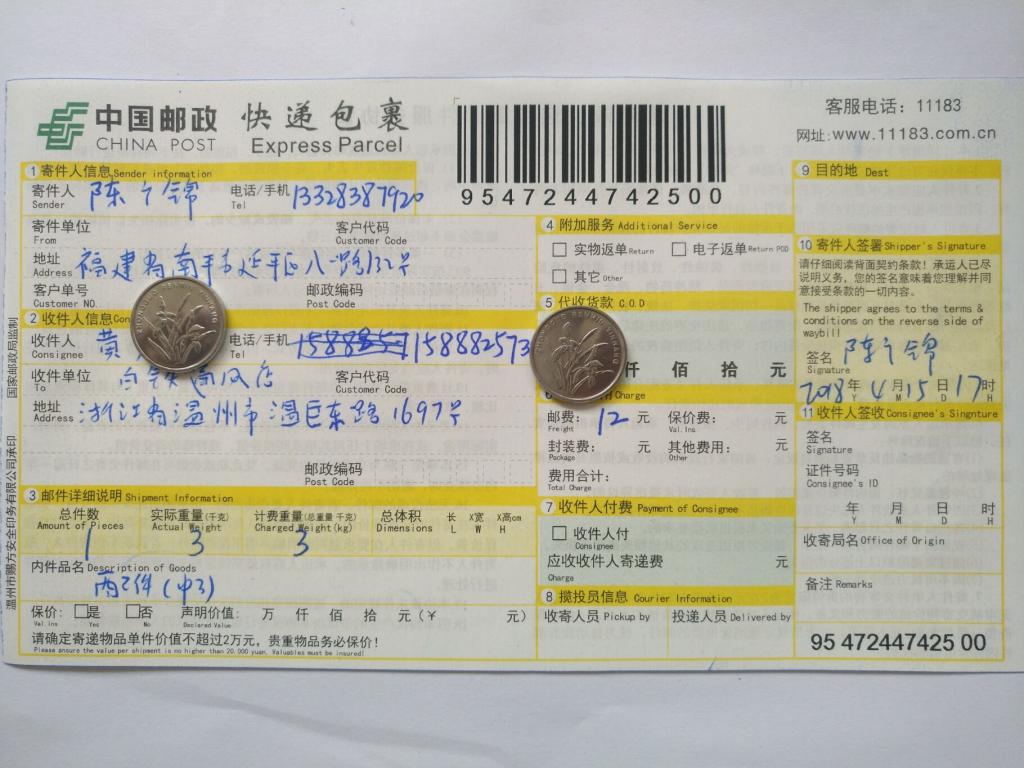 中国邮政 快递包裹
CHINA POST Express Parcel
95472447442500
客服电话：11183
网址:www.11183.com.cn
1 寄件人信息 Sender information
寄件人 电话/手机 13328387920
Sender Tel
寄件单位 客户代码
From Customer Code
地址 福建省南平市延平区八一路132号
Address
客户单号 邮政编码
Customer NO. Post Code
2 收件人信息 Con
收件人 黄 电话/手机 158882573
Consignee Tel
收件单位 客户代码
To Customer Code
地址 浙江省温州市温巨东路1697号
Address
邮政编码
Post Code
3 邮件详细说明 Shipment Information
总件数 实际重量(千克) 计费重量(总重量 千克) 总体积 长 X宽 X高cm
Amount of Pieces Actual Weight Charged Weight(kg) Dimensions L W H
1 3 3
内件品名 Description of Goods
保价: □是 □否 声明价值: 万 仟 佰 拾 元(¥ 元)
Val.ins Yes No Declared Value
请确定寄递物品单件价值不超过2万元，贵重物品务必保价!
Please ensure the value per shipment is no higher than 20.000 yuan. Valuables must be insured!
4 附加服务 Additional Service
□ 实物返单 Return □ 电子返单 Return POD
□ 其它 Other
5 代收货款 C.O.D
仟 佰 拾 元
6
邮费: 12 元 保价费: 元
Freight Val.Ins
封装费: 元 其他费用: 元
Package Other
费用合计: 元
Total Charge
7 收件人付费 Payment of Consignee
□ 收件人付
Consignee
应收收件人寄递费 元
Charge
8 揽投员信息 Courier Information
收寄人员 Pickup by 投递人员 Delivered by
9 目的地 Dest
10 寄件人签署 Shipper's Signature
请仔细阅读背面契约条款！承运人已尽
说明义务，您的签名意味着您理解并同
意接受条款的一切内容。
The shipper agrees to the terms &
conditions on the reverse side of
waybill
签名
Signature
2018年 4月15日17时
Y M D H
11 收件人签收 Consignee's Singnture
签名
Signature
证件号码
Consignee's ID
年 月 日 时
Y M D H
收寄局名 Office of Origin
备注 Remarks
95 472447425 00
国家邮政局监制
温州市赐方安全印务有限公司承印